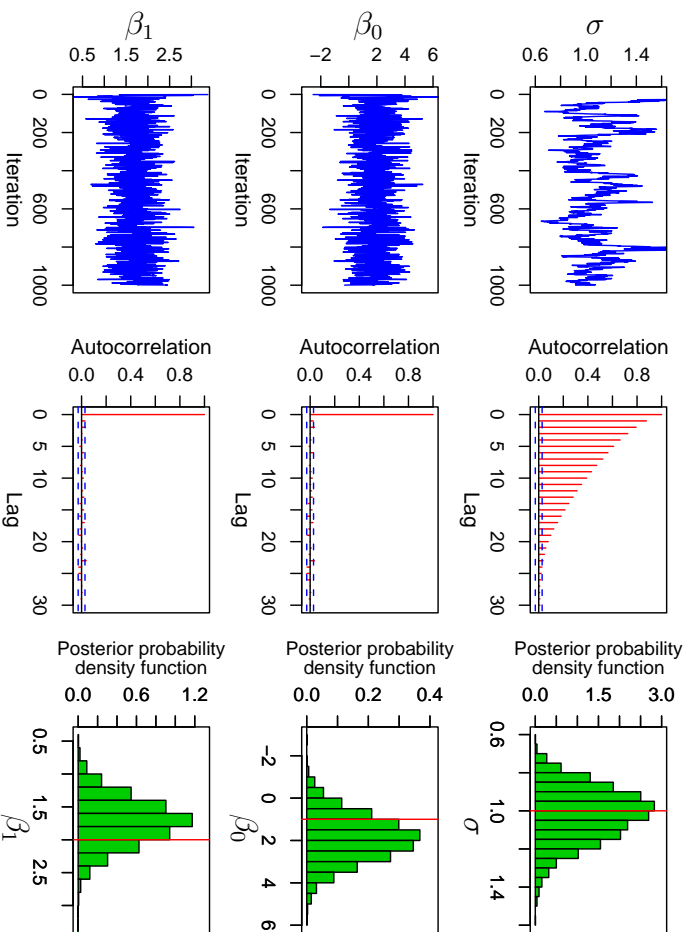 σ
0.6 1.0 1.4
0 200 600 1000
Iteration
Autocorrelation
0.0 0.4 0.8
0 5 10 20 30
Lag
Posterior probability
density function
0.0 1.5 3.0
0.6 1.0 1.4
σ
β0
−2 2 4 6
0 200 600 1000
Iteration
Autocorrelation
0.0 0.4 0.8
0 5 10 20 30
Lag
Posterior probability
density function
0.0 0.2 0.4
−2 0 2 4 6
β0
β1
0.5 1.5 2.5
0 200 600 1000
Iteration
Autocorrelation
0.0 0.4 0.8
0 5 10 20 30
Lag
Posterior probability
density function
0.0 0.6 1.2
0.5 1.5 2.5
β1